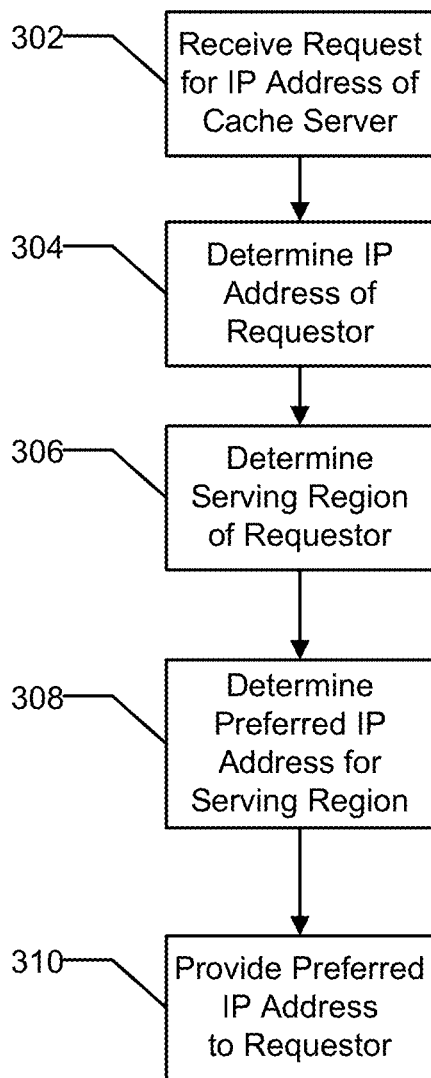 302
Receive Request
for IP Address of
Cache Server
304
Determine IP
Address of
Requestor
306
Determine
Serving Region
of Requestor
308
Determine
Preferred IP
Address for
Serving Region
310
Provide Preferred
IP Address
to Requestor